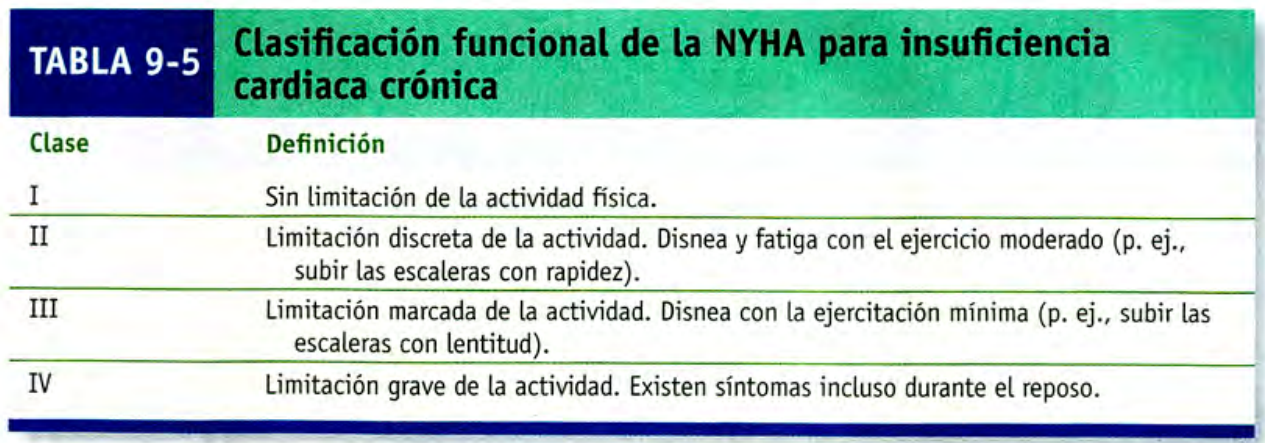 TABLA 9-5
Clasificación funcional de la NYHA para insuficiencia
cardiaca crónica
Clase Definición
I Sin limitación de la actividad física.
II Limitación discreta de la actividad. Disnea y fatiga con el ejercicio moderado (p. ej.,
subir las escaleras con rapidez).
III Limitación marcada de la actividad. Disnea con la ejercitación mínima (p. ej., subir las
escaleras con lentitud).
IV Limitación grave de la actividad. Existen síntomas incluso durante el reposo.